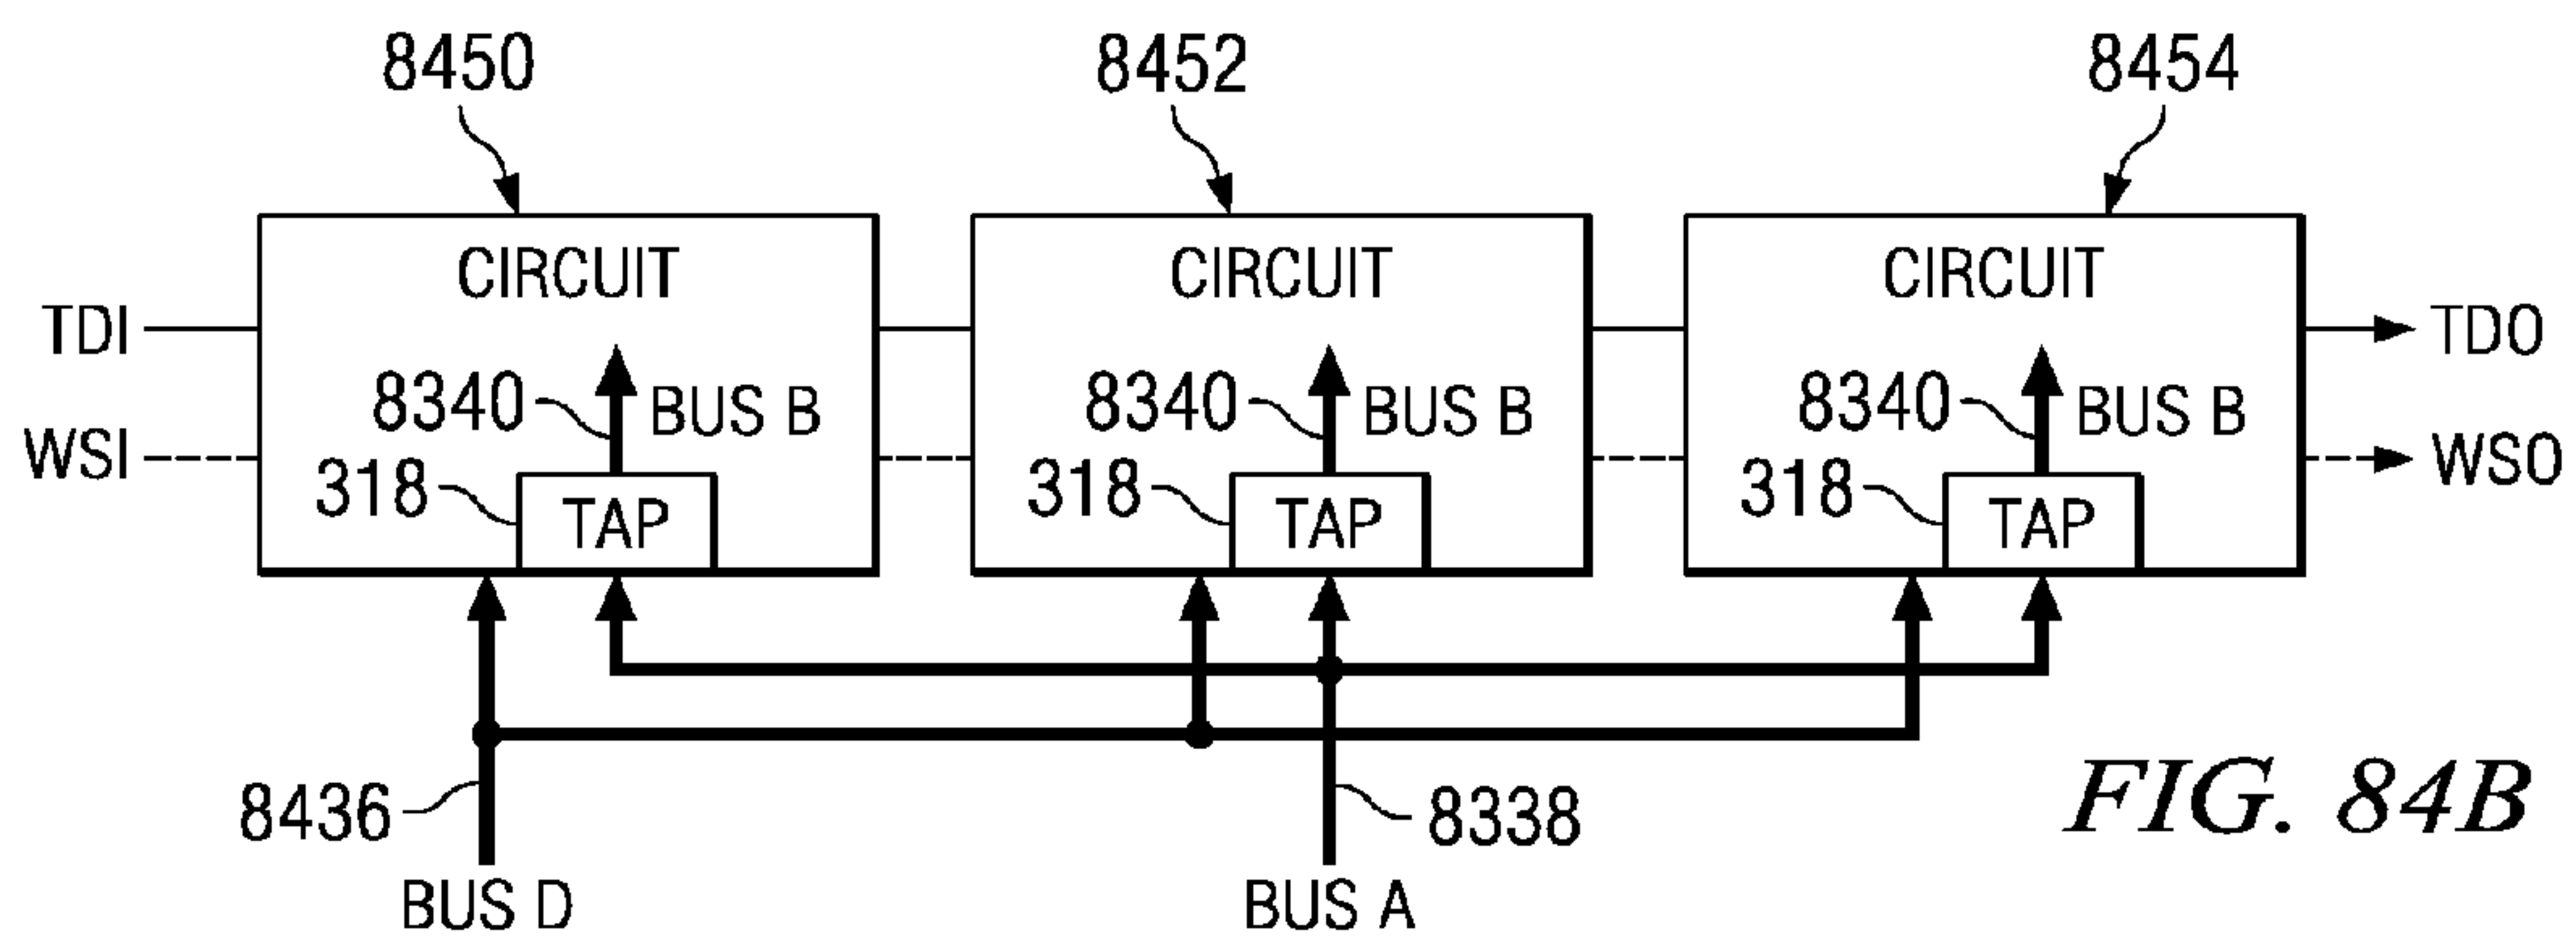 8450 8452 8454
CIRCUIT CIRCUIT CIRCUIT
TDI TDO
8340 BUS B 8340 BUS B 8340 BUS B
WSI WSO
318 TAP 318 TAP 318 TAP
8436 8338
BUS D BUS A
FIG. 84B